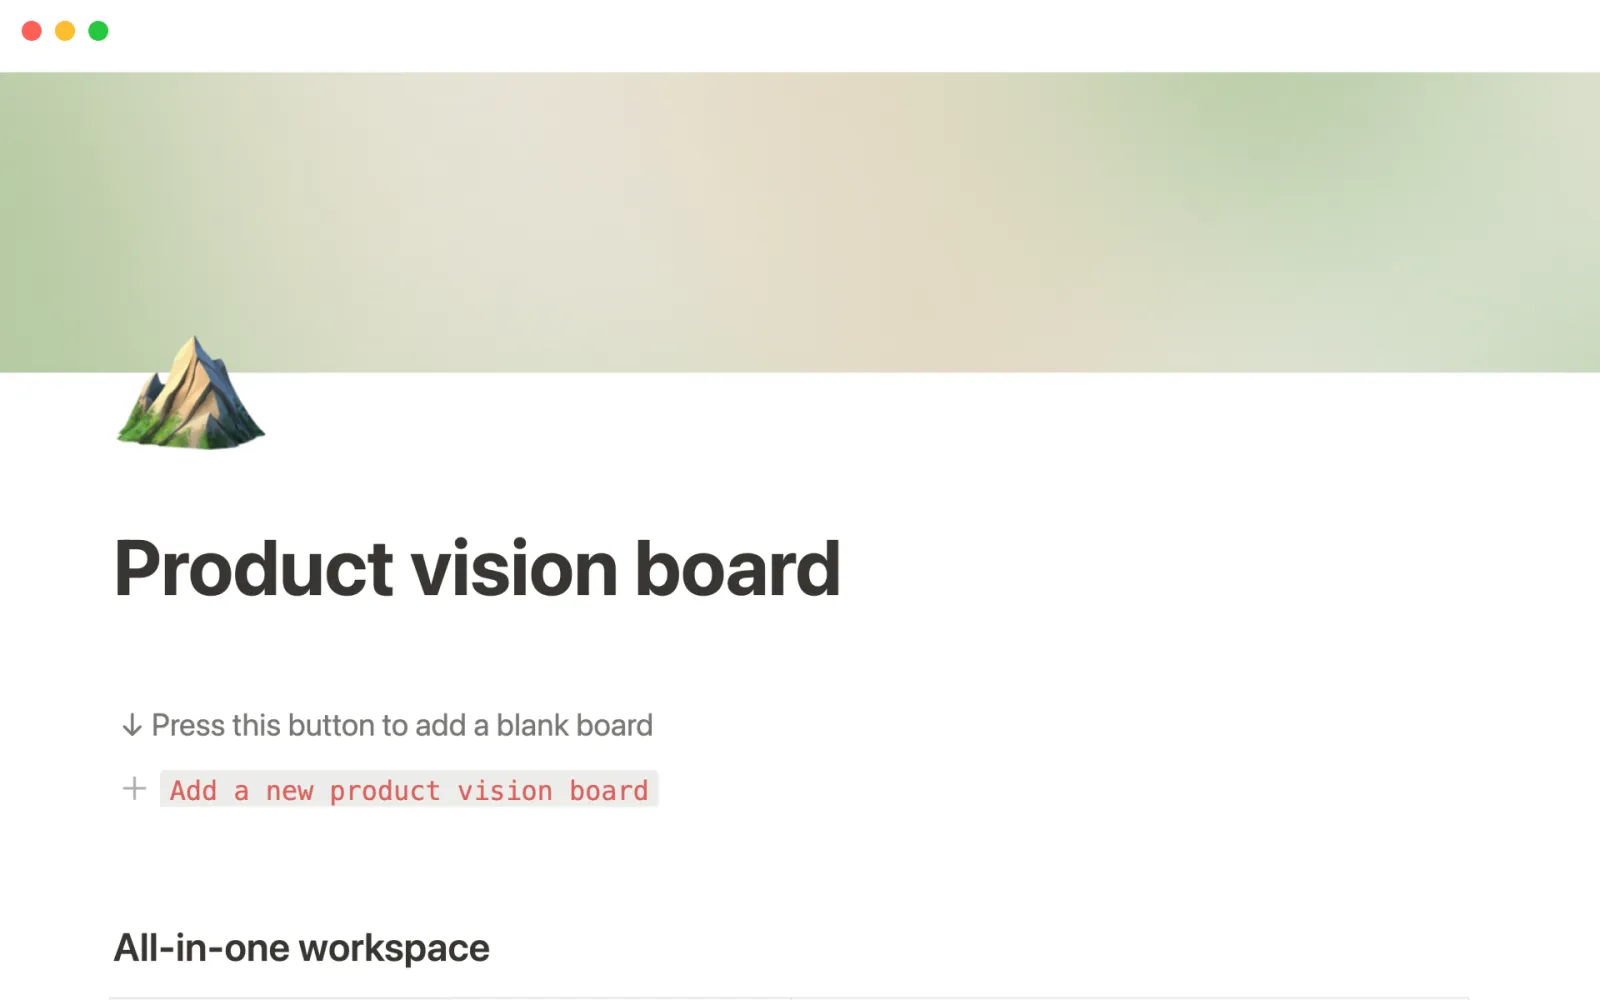 Product vision board
↓ Press this button to add a blank board
+ Add a new product vision board
All-in-one workspace